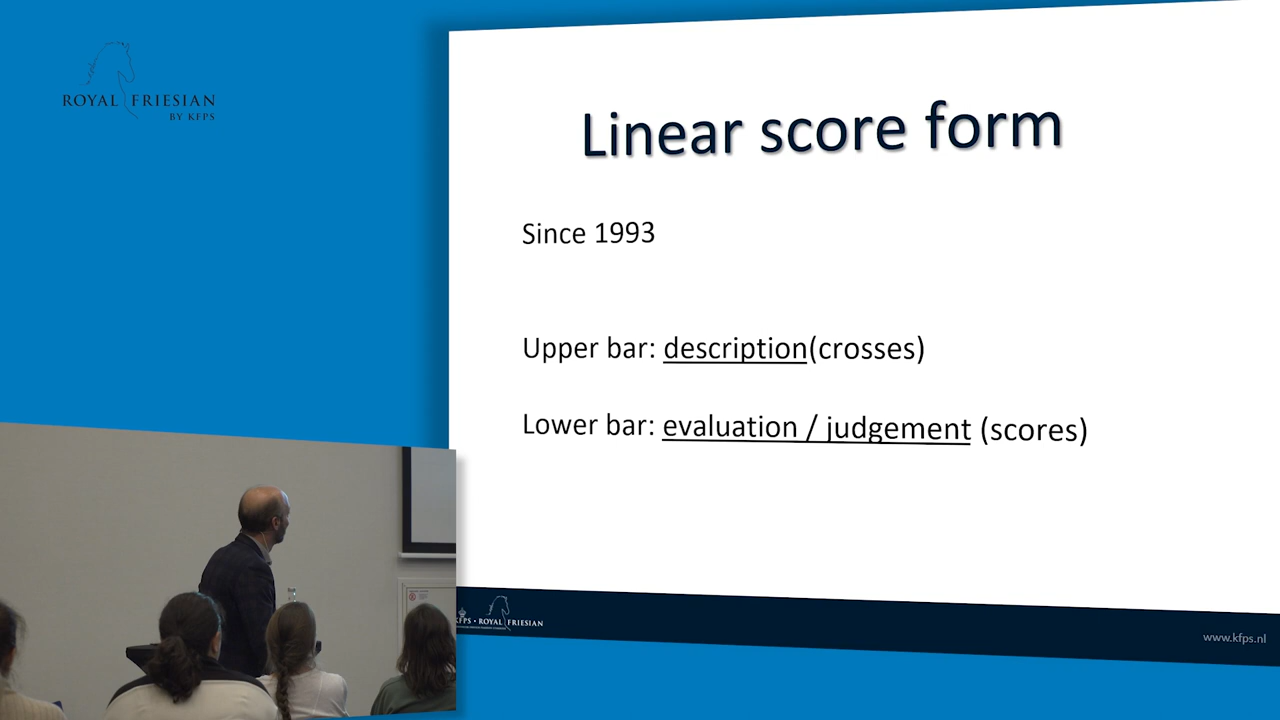 ROYAL FRIESIAN
BY KFPS
Linear score form
Since 1993
Upper bar: description(crosses)
Lower bar: evaluation / judgement (scores)
KFPS • ROYAL FRIESIAN
www.kfps.nl